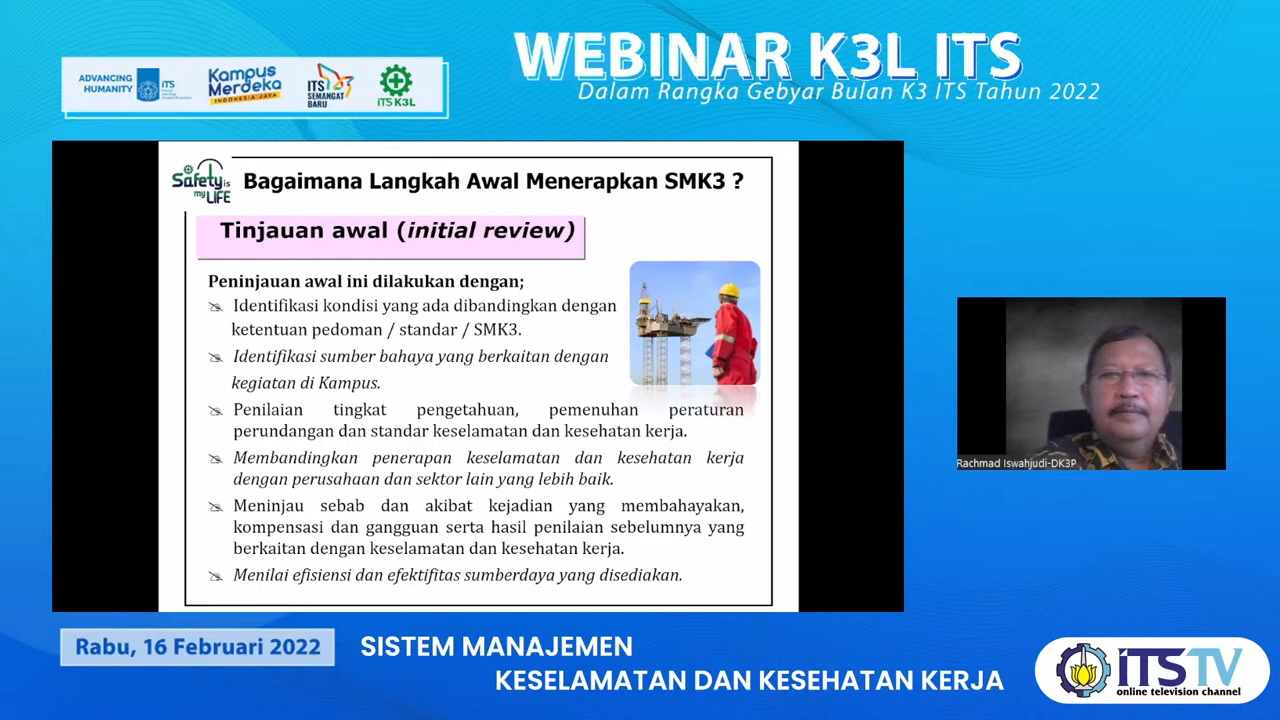 ADVANCING
HUMANITY
ITS
Kampus
Merdeka
INDONESIA JAYA
ITS
SEMANGAT
BARU
ITS K3L
WEBINAR K3L ITS
Dalam Rangka Gebyar Bulan K3 ITS Tahun 2022
Safety is
my LIFE
Bagaimana Langkah Awal Menerapkan SMK3 ?
Tinjauan awal (initial review)
Peninjauan awal ini dilakukan dengan;
Identifikasi kondisi yang ada dibandingkan dengan
ketentuan pedoman / standar / SMK3.
Identifikasi sumber bahaya yang berkaitan dengan
kegiatan di Kampus.
Penilaian tingkat pengetahuan, pemenuhan peraturan
perundangan dan standar keselamatan dan kesehatan kerja.
Membandingkan penerapan keselamatan dan kesehatan kerja
dengan perusahaan dan sektor lain yang lebih baik.
Meninjau sebab dan akibat kejadian yang membahayakan,
kompensasi dan gangguan serta hasil penilaian sebelumnya yang
berkaitan dengan keselamatan dan kesehatan kerja.
Menilai efisiensi dan efektifitas sumberdaya yang disediakan.
Rachmad Iswahjudi-DK3P
Rabu, 16 Februari 2022
SISTEM MANAJEMEN
KESELAMATAN DAN KESEHATAN KERJA
iTSTV
online television channel